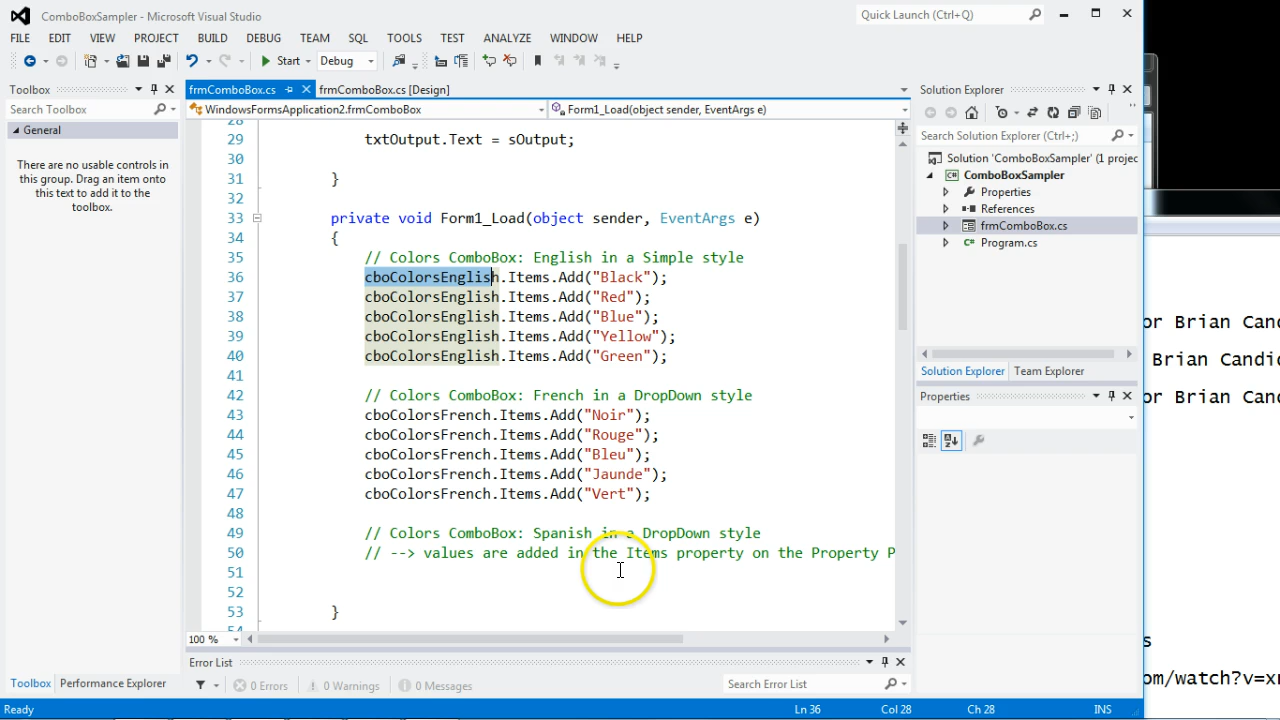 ComboBoxSampler - Microsoft Visual Studio
Quick Launch (Ctrl+Q)
FILE EDIT VIEW PROJECT BUILD DEBUG TEAM SQL TOOLS TEST ANALYZE WINDOW HELP
Start Debug
Toolbox
Search Toolbox
General
There are no usable controls in
this group. Drag an item onto
this text to add it to the
toolbox.
Toolbox Performance Explorer
frmComboBox.cs frmComboBox.cs [Design]
WindowsFormsApplication2.frmComboBox Form1_Load(object sender, EventArgs e)
28
29 txtOutput.Text = sOutput;
30
31 }
32
33 private void Form1_Load(object sender, EventArgs e)
34 {
35 // Colors ComboBox: English in a Simple style
36 cboColorsEnglish.Items.Add("Black");
37 cboColorsEnglish.Items.Add("Red");
38 cboColorsEnglish.Items.Add("Blue");
39 cboColorsEnglish.Items.Add("Yellow");
40 cboColorsEnglish.Items.Add("Green");
41
42 // Colors ComboBox: French in a DropDown style
43 cboColorsFrench.Items.Add("Noir");
44 cboColorsFrench.Items.Add("Rouge");
45 cboColorsFrench.Items.Add("Bleu");
46 cboColorsFrench.Items.Add("Jaunde");
47 cboColorsFrench.Items.Add("Vert");
48
49 // Colors ComboBox: Spanish in a DropDown style
50 // --> values are added in the Items property on the Property P
51
52
53 }
54
100 %
Error List
0 Errors 0 Warnings 0 Messages
Search Error List
Solution Explorer
Search Solution Explorer (Ctrl+;)
Solution 'ComboBoxSampler' (1 projec
ComboBoxSampler
Properties
References
frmComboBox.cs
Program.cs
Solution Explorer Team Explorer
Properties
or Brian Cand
Brian Candic
or Brian Cand
s
om/watch?v=xr
Ready Ln 36 Col 28 Ch 28 INS